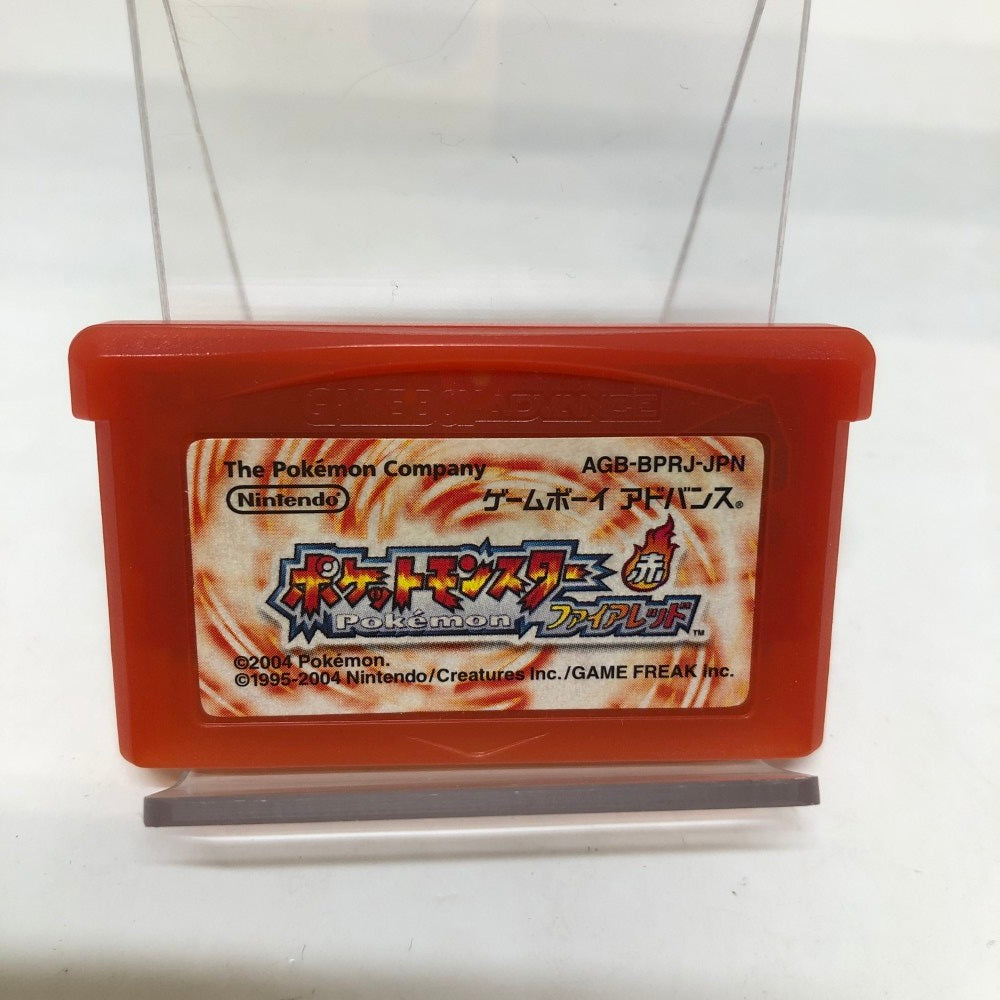 GAME BOY ADVANCE
The Pokémon Company
AGB-BPRJ-JPN
Nintendo®
ゲームボーイ アドバンス®
ポケットモンスター
赤
Pokémon
ファイアレッド™
©2004 Pokémon.
©1995-2004 Nintendo/Creatures Inc./GAME FREAK inc.